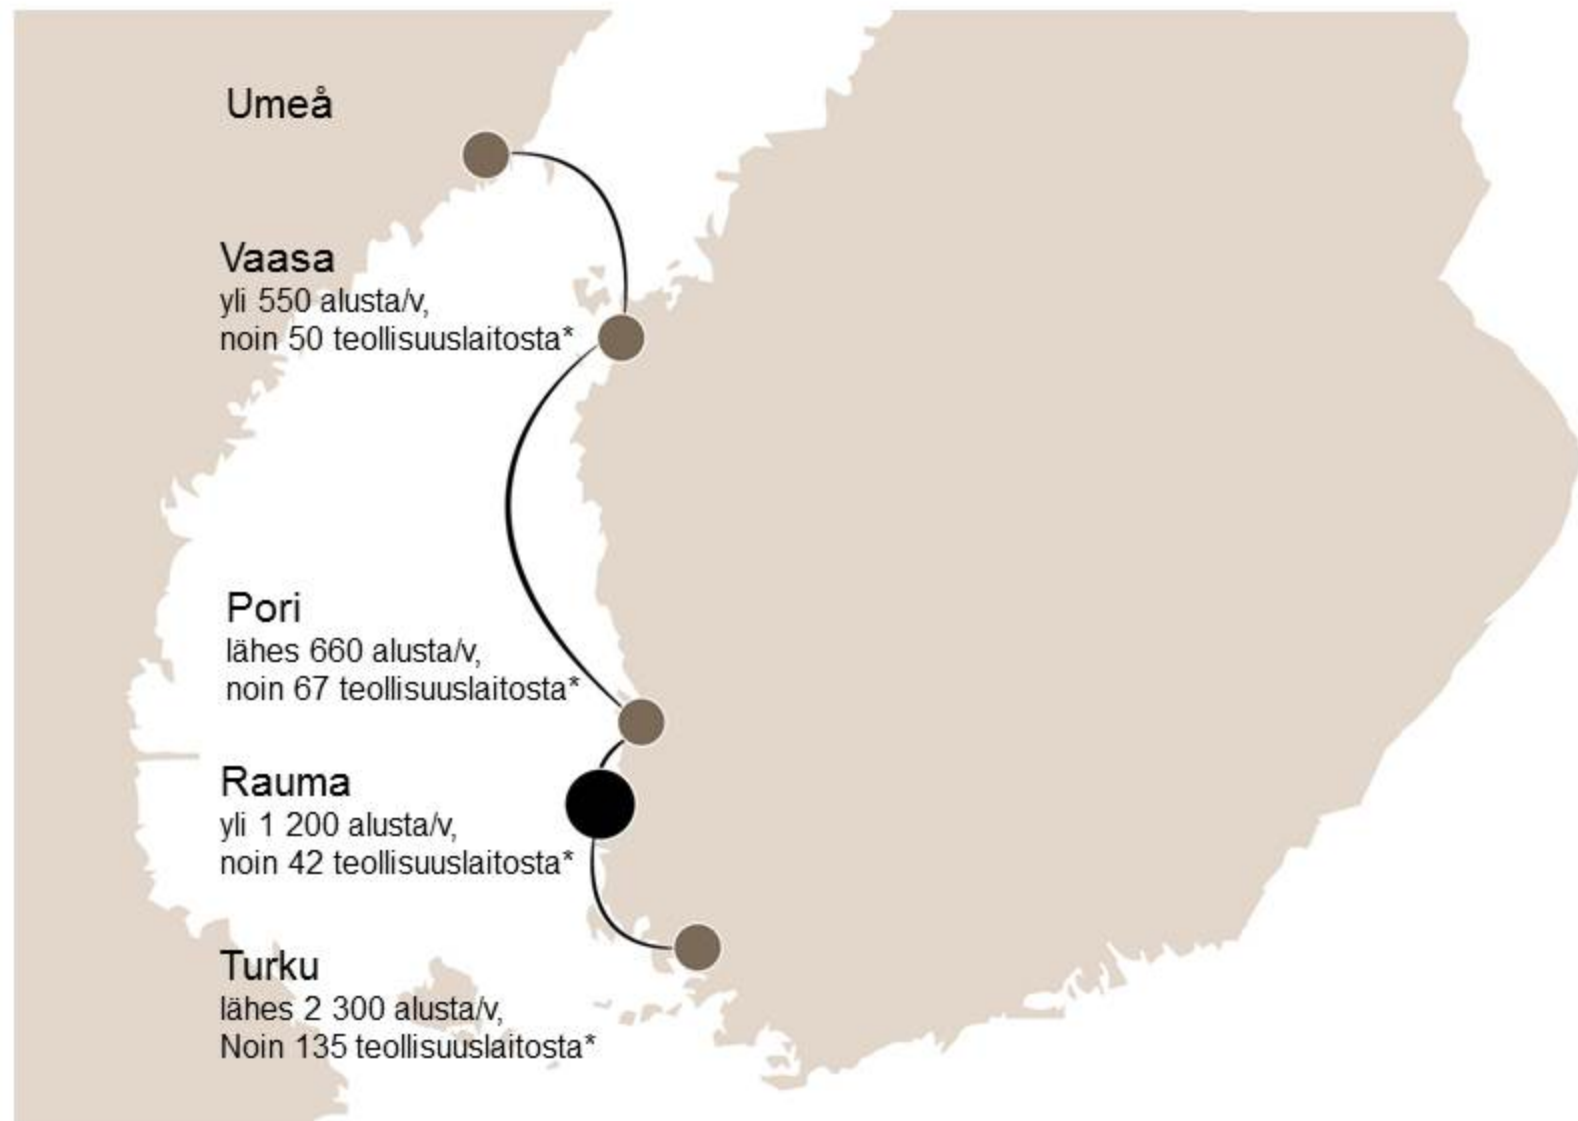 Umeå
Vaasa
yli 550 alusta/v,
noin 50 teollisuuslaitosta*
Pori
lähes 660 alusta/v,
noin 67 teollisuuslaitosta*
Rauma
yli 1 200 alusta/v,
noin 42 teollisuuslaitosta*
Turku
lähes 2 300 alusta/v,
Noin 135 teollisuuslaitosta*